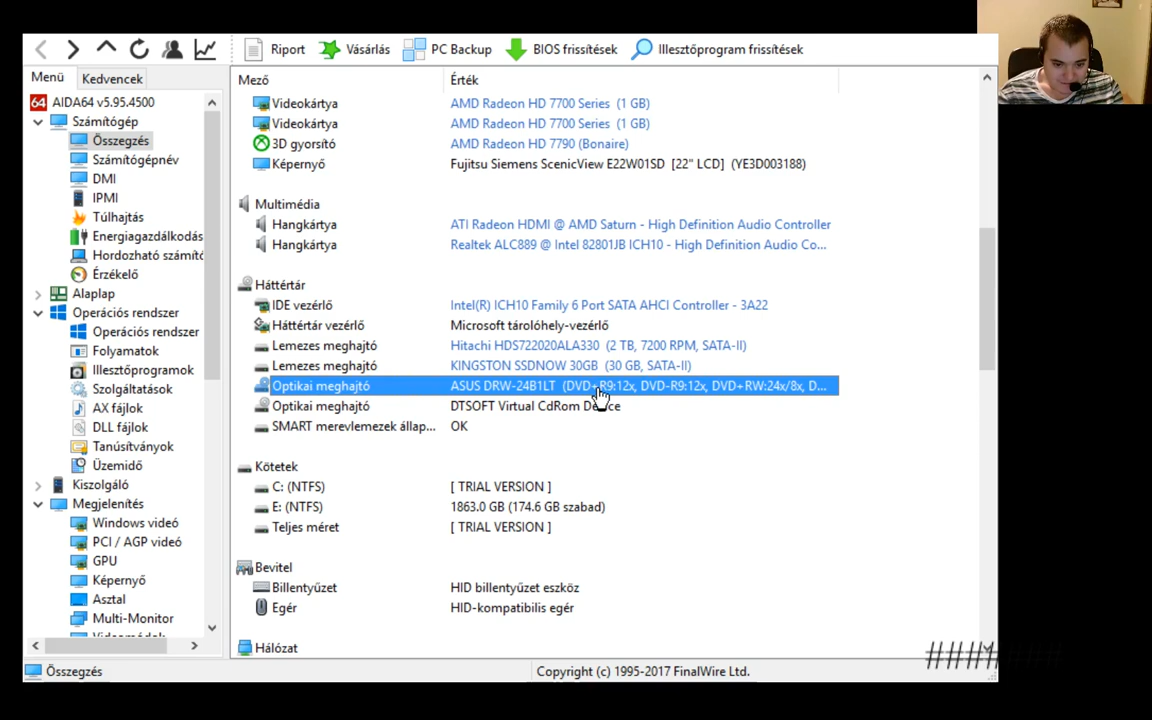 Riport
Vásárlás
PC Backup
BIOS frissítések
Illesztőprogram frissítések
Menü
Kedvencek
64 AIDA64 v5.95.4500
Számítógép
Összegzés
Számítógépnév
DMI
IPMI
Túlhajtás
Energiagazdálkodás
Hordozható számító
Érzékelő
Alaplap
Operációs rendszer
Operációs rendszer
Folyamatok
Illesztőprogramok
Szolgáltatások
AX fájlok
DLL fájlok
Tanúsítványok
Üzemidő
Kiszolgáló
Megjelenítés
Windows videó
PCI / AGP videó
GPU
Képernyő
Asztal
Multi-Monitor
Mező Érték
Videokártya AMD Radeon HD 7700 Series (1 GB)
Videokártya AMD Radeon HD 7700 Series (1 GB)
3D gyorsító AMD Radeon HD 7790 (Bonaire)
Képernyő Fujitsu Siemens ScenicView E22W01SD [22" LCD] (YE3D003188)
Multimédia
Hangkártya ATI Radeon HDMI @ AMD Saturn - High Definition Audio Controller
Hangkártya Realtek ALC889 @ Intel 82801JB ICH10 - High Definition Audio Co...
Háttértár
IDE vezérlő Intel(R) ICH10 Family 6 Port SATA AHCI Controller - 3A22
Háttértár vezérlő Microsoft tárolóhely-vezérlő
Lemezes meghajtó Hitachi HDS722020ALA330 (2 TB, 7200 RPM, SATA-II)
Lemezes meghajtó KINGSTON SSDNOW 30GB (30 GB, SATA-II)
Optikai meghajtó ASUS DRW-24B1LT (DVD+R9:12x, DVD-R9:12x, DVD+RW:24x/8x, D...
Optikai meghajtó DTSOFT Virtual CdRom Device
SMART merevlemezek állap... OK
Kötetek
C: (NTFS) [ TRIAL VERSION ]
E: (NTFS) 1863.0 GB (174.6 GB szabad)
Teljes méret [ TRIAL VERSION ]
Bevitel
Billentyűzet HID billentyűzet eszköz
Egér HID-kompatibilis egér
Hálózat
Összegzés
Copyright (c) 1995-2017 FinalWire Ltd.